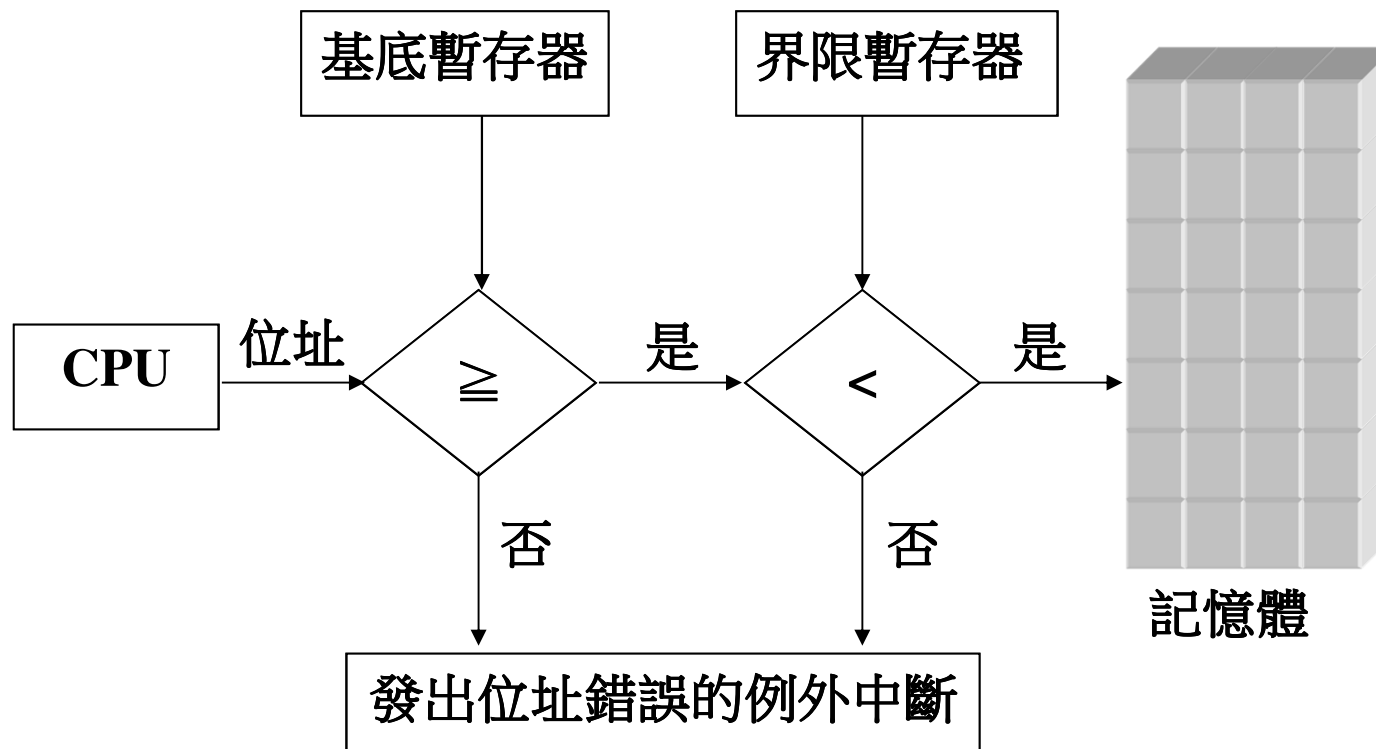 基底暫存器
界限暫存器
CPU
位址
≧
是
<
是
否
否
記憶體
發出位址錯誤的例外中斷